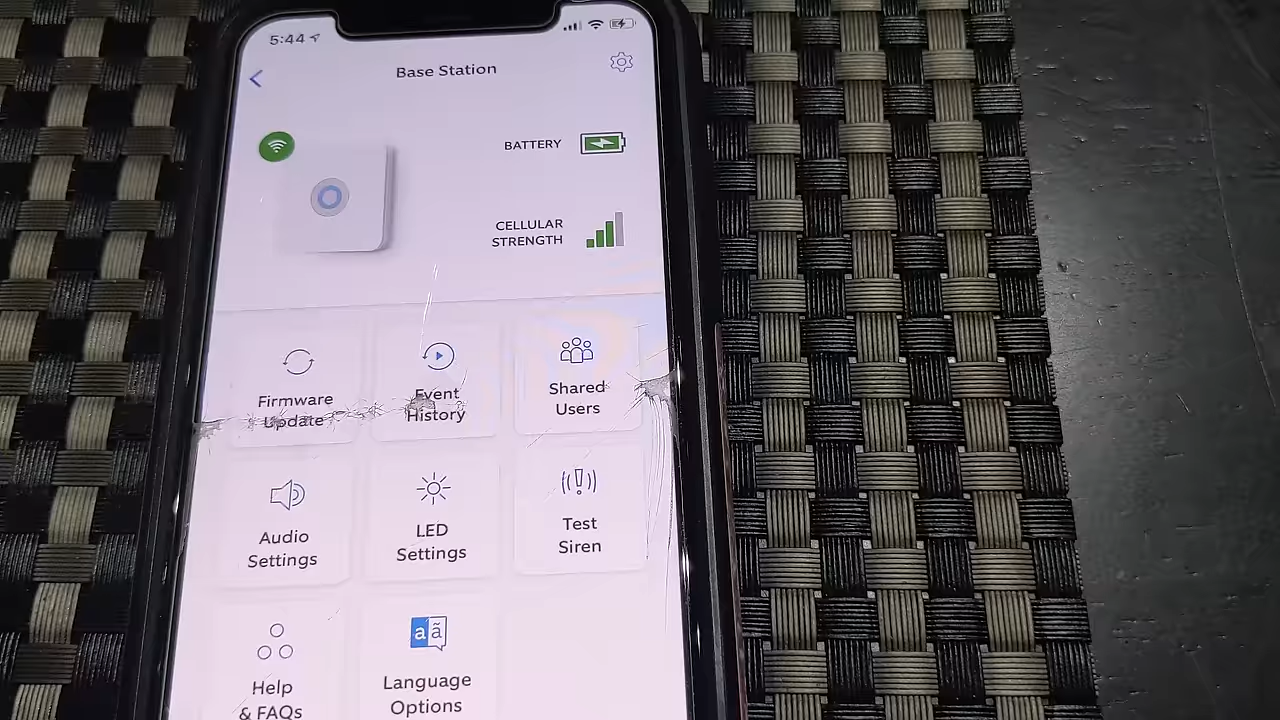 5:44
Base Station
BATTERY
CELLULAR
STRENGTH
Firmware
Update
Event
History
Shared
Users
Audio
Settings
LED
Settings
Test
Siren
aã
Help
& FAQs
Language
Options